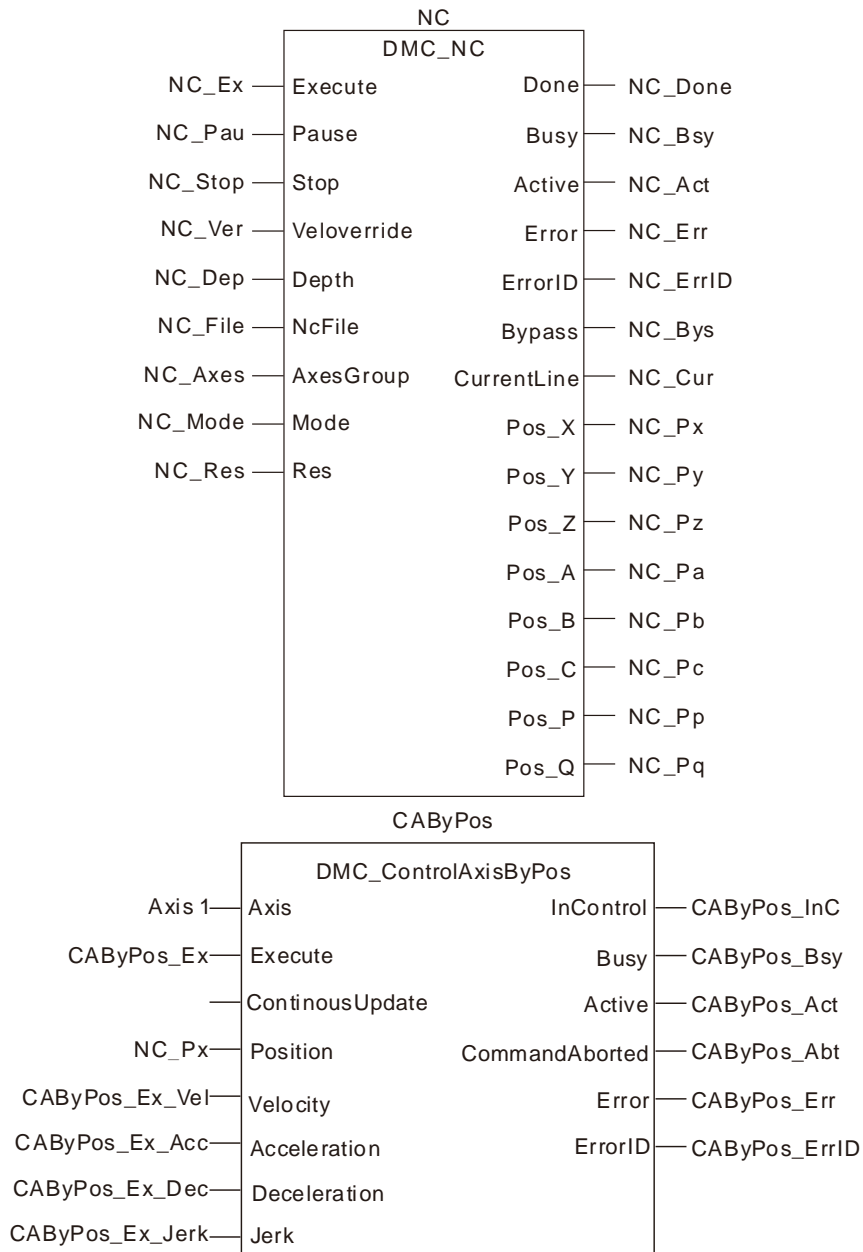 NC
DMC_NC
NC_Ex Execute Done NC_Done
NC_Pau Pause Busy NC_Bsy
NC_Stop Stop Active NC_Act
NC_Ver Veloverride Error NC_Err
NC_Dep Depth ErrorID NC_ErrID
NC_File NcFile Bypass NC_Bys
NC_Axes AxesGroup CurrentLine NC_Cur
NC_Mode Mode Pos_X NC_Px
NC_Res Res Pos_Y NC_Py
Pos_Z NC_Pz
Pos_A NC_Pa
Pos_B NC_Pb
Pos_C NC_Pc
Pos_P NC_Pp
Pos_Q NC_Pq
CAByPos
DMC_ControlAxisByPos
Axis 1 Axis InControl CAByPos_InC
CAByPos_Ex Execute Busy CAByPos_Bsy
ContinousUpdate Active CAByPos_Act
NC_Px Position CommandAborted CAByPos_Abt
CAByPos_Ex_Vel Velocity Error CAByPos_Err
CAByPos_Ex_Acc Acceleration ErrorID CAByPos_ErrID
CAByPos_Ex_Dec Deceleration
CAByPos_Ex_Jerk Jerk